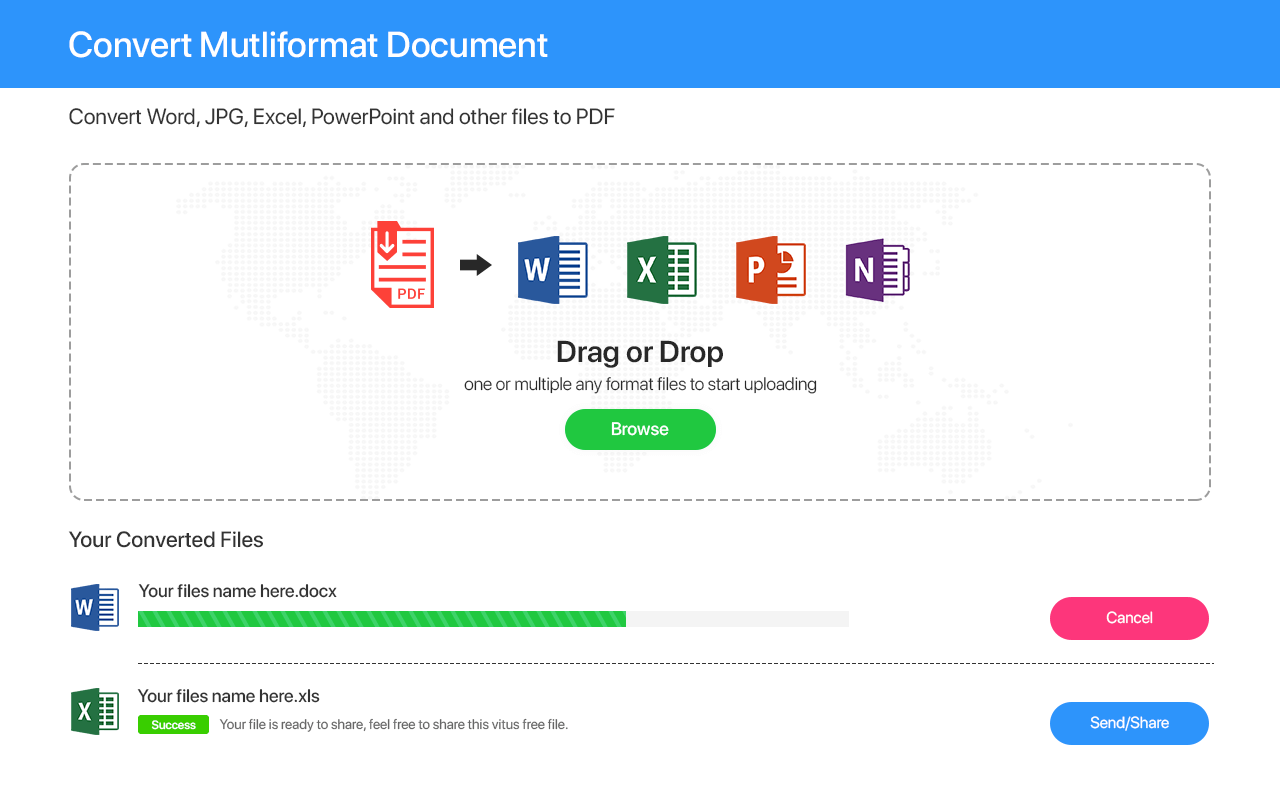 Convert Mutliformat Document
Convert Word, JPG, Excel, PowerPoint and other files to PDF
PDF
W
X
P
N
Drag or Drop
one or multiple any format files to start uploading
Browse
Your Converted Files
W
Your files name here.docx
Cancel
X
Your files name here.xls
Success Your file is ready to share, feel free to share this vitus free file.
Send/Share